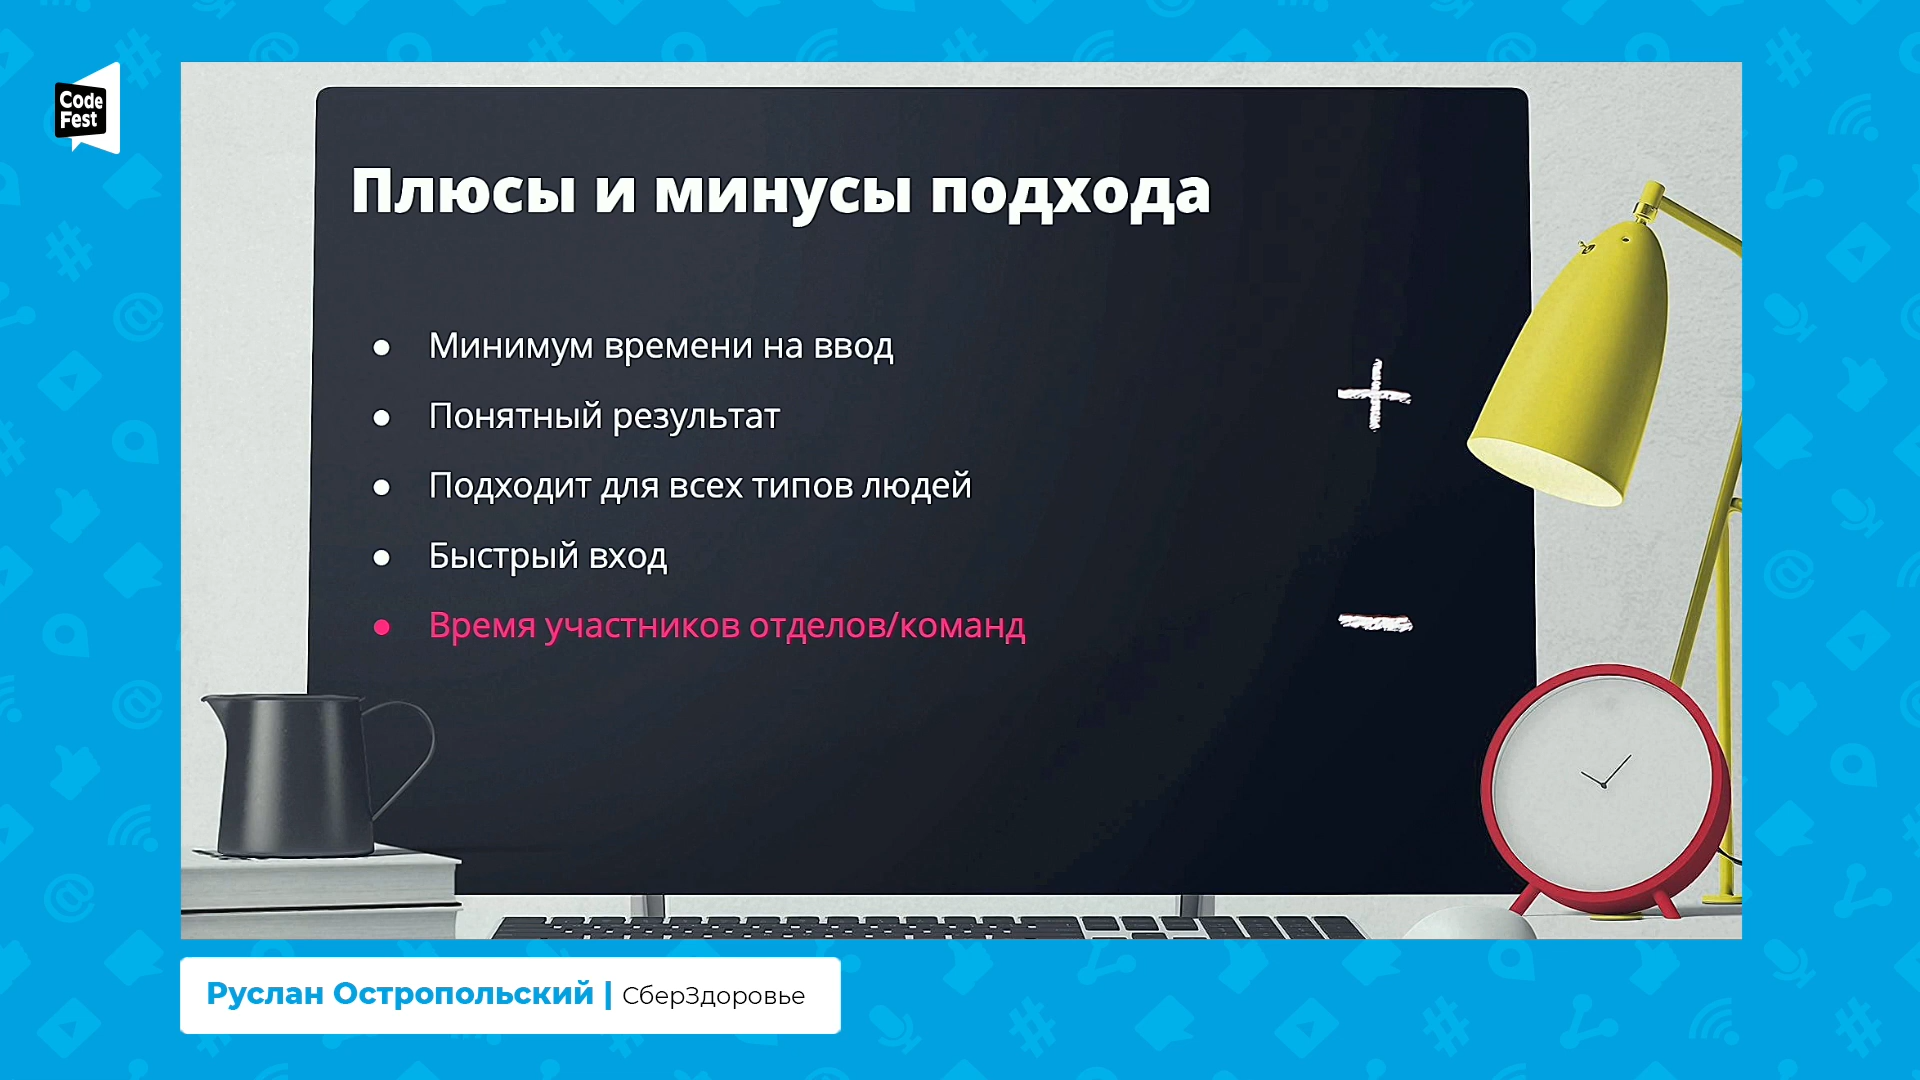 Code
Fest
Плюсы и минусы подхода
● Минимум времени на ввод
● Понятный результат
● Подходит для всех типов людей
● Быстрый вход
● Время участников отделов/команд
+
−
Руслан Остропольский | СберЗдоровье